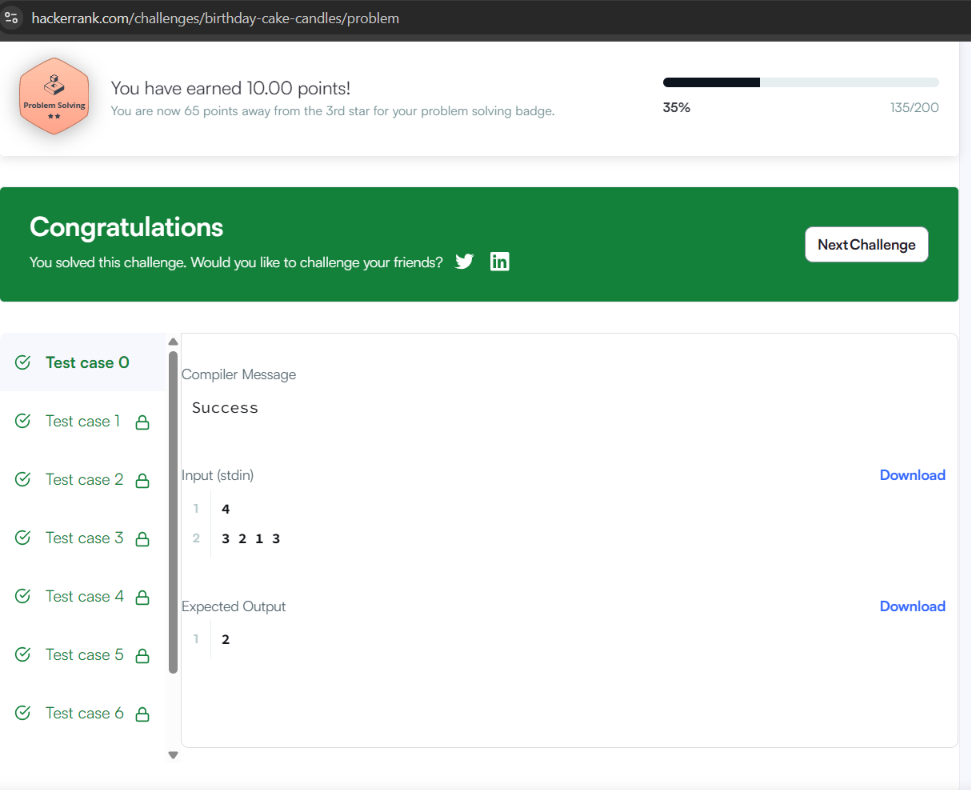 hackerrank.com/challenges/birthday-cake-candles/problem
Problem Solving
You have earned 10.00 points!
You are now 65 points away from the 3rd star for your problem solving badge.
35%
135/200
Congratulations
You solved this challenge. Would you like to challenge your friends?
Next Challenge
Test case 0
Test case 1
Test case 2
Test case 3
Test case 4
Test case 5
Test case 6
Compiler Message
Success
Input (stdin)
Download
1 4
2 3 2 1 3
Expected Output
Download
1 2